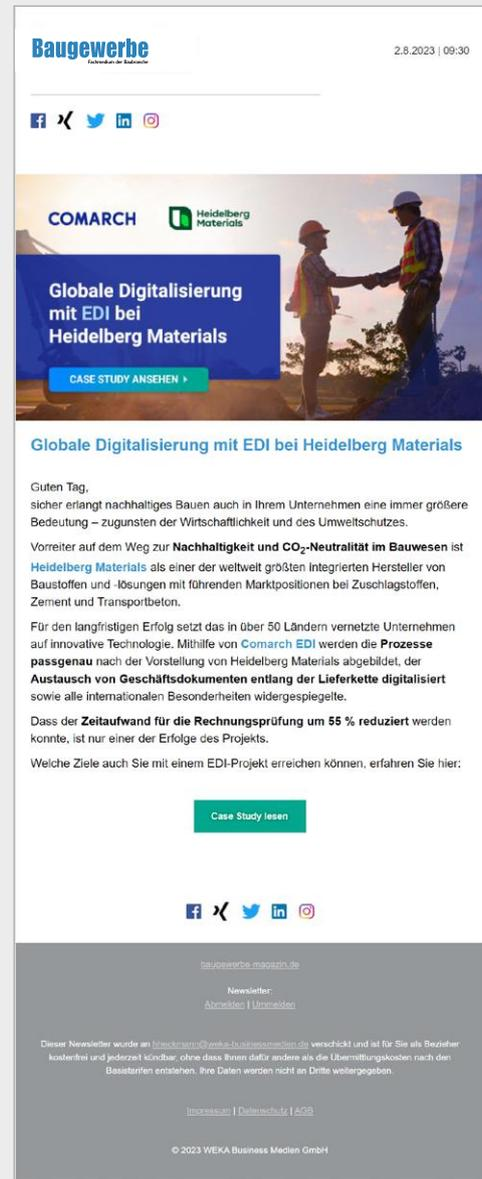 Baugewerbe
Fachmedium der Baubranche
2.8.2023 | 09:30
COMARCH
Heidelberg
Materials
Globale Digitalisierung
mit EDI bei
Heidelberg Materials
CASE STUDY ANSEHEN
Globale Digitalisierung mit EDI bei Heidelberg Materials
Guten Tag,
sicher erlangt nachhaltiges Bauen auch in Ihrem Unternehmen eine immer größere
Bedeutung – zugunsten der Wirtschaftlichkeit und des Umweltschutzes.
Vorreiter auf dem Weg zur Nachhaltigkeit und CO₂-Neutralität im Bauwesen ist
Heidelberg Materials als einer der weltweit größten integrierten Hersteller von
Baustoffen und -lösungen mit führenden Marktpositionen bei Zuschlagstoffen,
Zement und Transportbeton.
Für den langfristigen Erfolg setzt das in über 50 Ländern vernetzte Unternehmen
auf innovative Technologie. Mithilfe von Comarch EDI werden die Prozesse
passgenau nach der Vorstellung von Heidelberg Materials abgebildet, der
Austausch von Geschäftsdokumenten entlang der Lieferkette digitalisiert
sowie alle internationalen Besonderheiten widergespiegelte.
Dass der Zeitaufwand für die Rechnungsprüfung um 55 % reduziert werden
konnte, ist nur einer der Erfolge des Projekts.
Welche Ziele auch Sie mit einem EDI-Projekt erreichen können, erfahren Sie hier:
Case Study lesen
baugewerbe-magazin.de
Newsletter:
Abmelden | Ummelden
Dieser Newsletter wurde an hheckmann@weka-businessmedien.de verschickt und ist für Sie als Bezieher
kostenfrei und jederzeit kündbar, ohne dass Ihnen dafür andere als die Übermittlungskosten nach den
Basistarifen entstehen. Ihre Daten werden nicht an Dritte weitergegeben.
Impressum | Datenschutz | AGB
© 2023 WEKA Business Medien GmbH